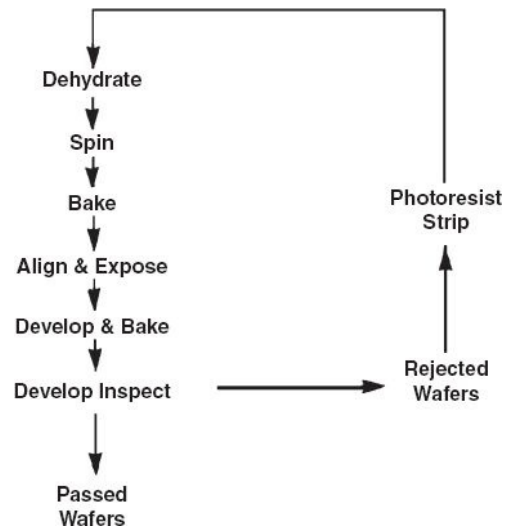 Dehydrate
Spin
Bake
Align & Expose
Develop & Bake
Develop Inspect
Passed
Wafers
Rejected
Wafers
Photoresist
Strip